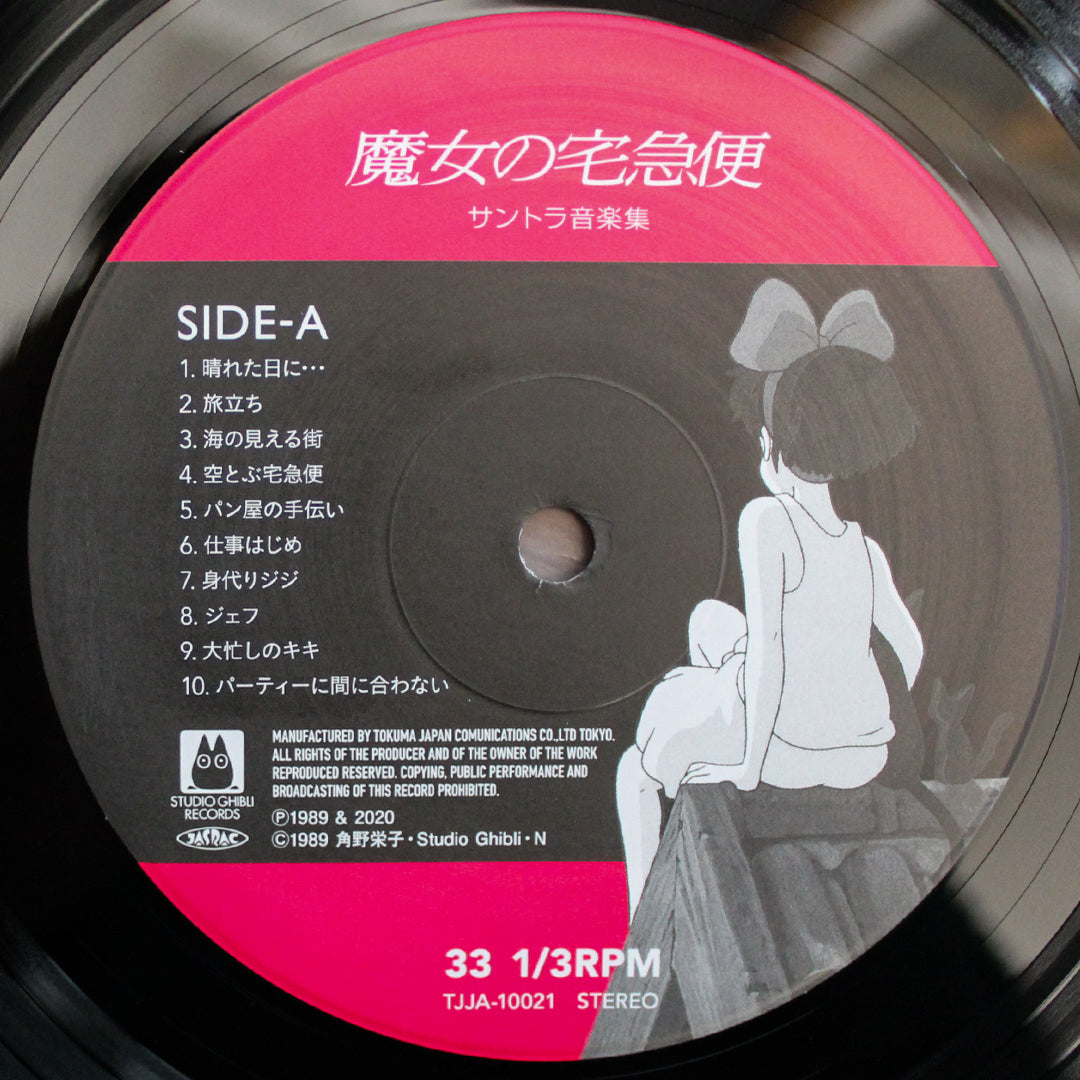 魔女の宅急便
サントラ音楽集
SIDE-A
1. 晴れた日に…
2. 旅立ち
3. 海の見える街
4. 空とぶ宅急便
5. パン屋の手伝い
6. 仕事はじめ
7. 身代りジジ
8. ジェフ
9. 大忙しのキキ
10. パーティーに間に合わない
STUDIO GHIBLI
RECORDS
JASRAC
MANUFACTURED BY TOKUMA JAPAN COMUNICATIONS CO.,LTD TOKYO.
ALL RIGHTS OF THE PRODUCER AND OF THE OWNER OF THE WORK
REPRODUCED RESERVED. COPYING, PUBLIC PERFORMANCE AND
BROADCASTING OF THIS RECORD PROHIBITED.
Ⓟ1989 & 2020
©1989 角野栄子・Studio Ghibli・N
33 1/3RPM
TJJA-10021 STEREO